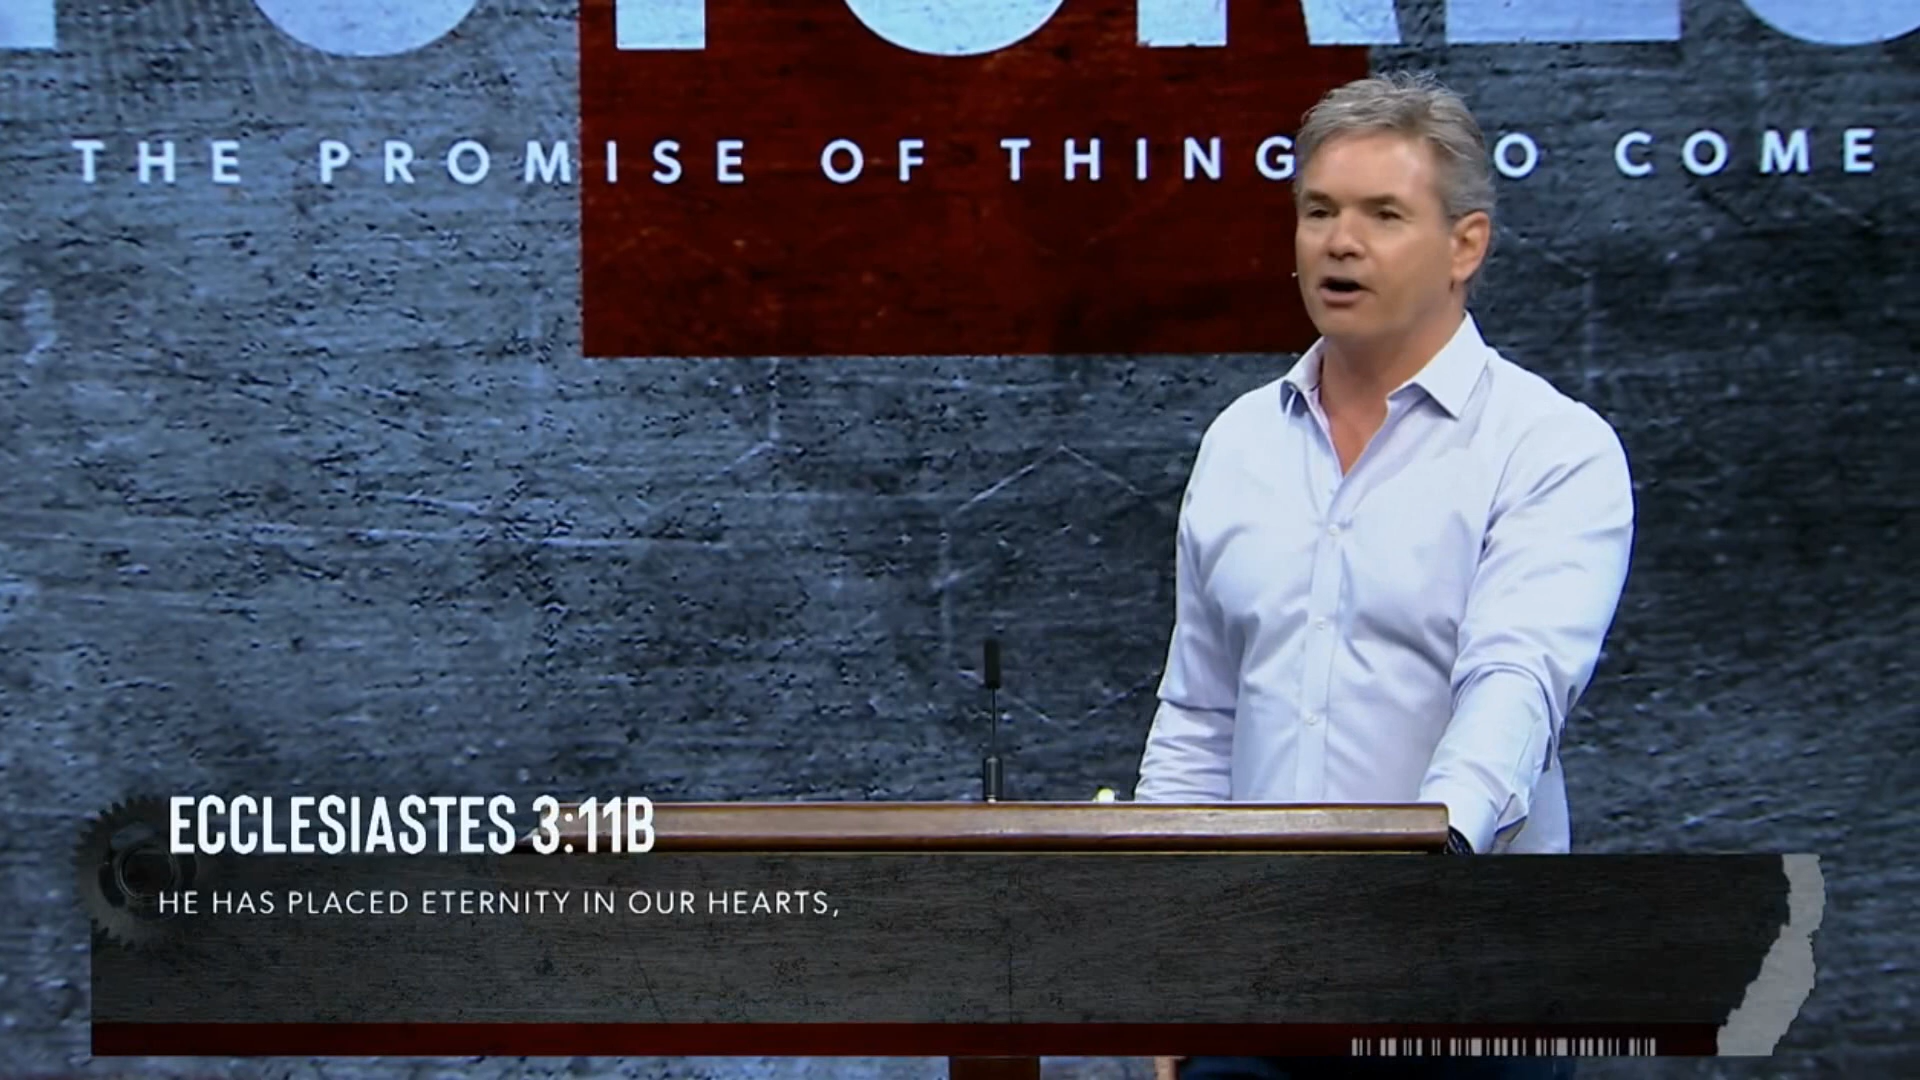 THE PROMISE OF THING O COME
ECCLESIASTES 3:11B
HE HAS PLACED ETERNITY IN OUR HEARTS,